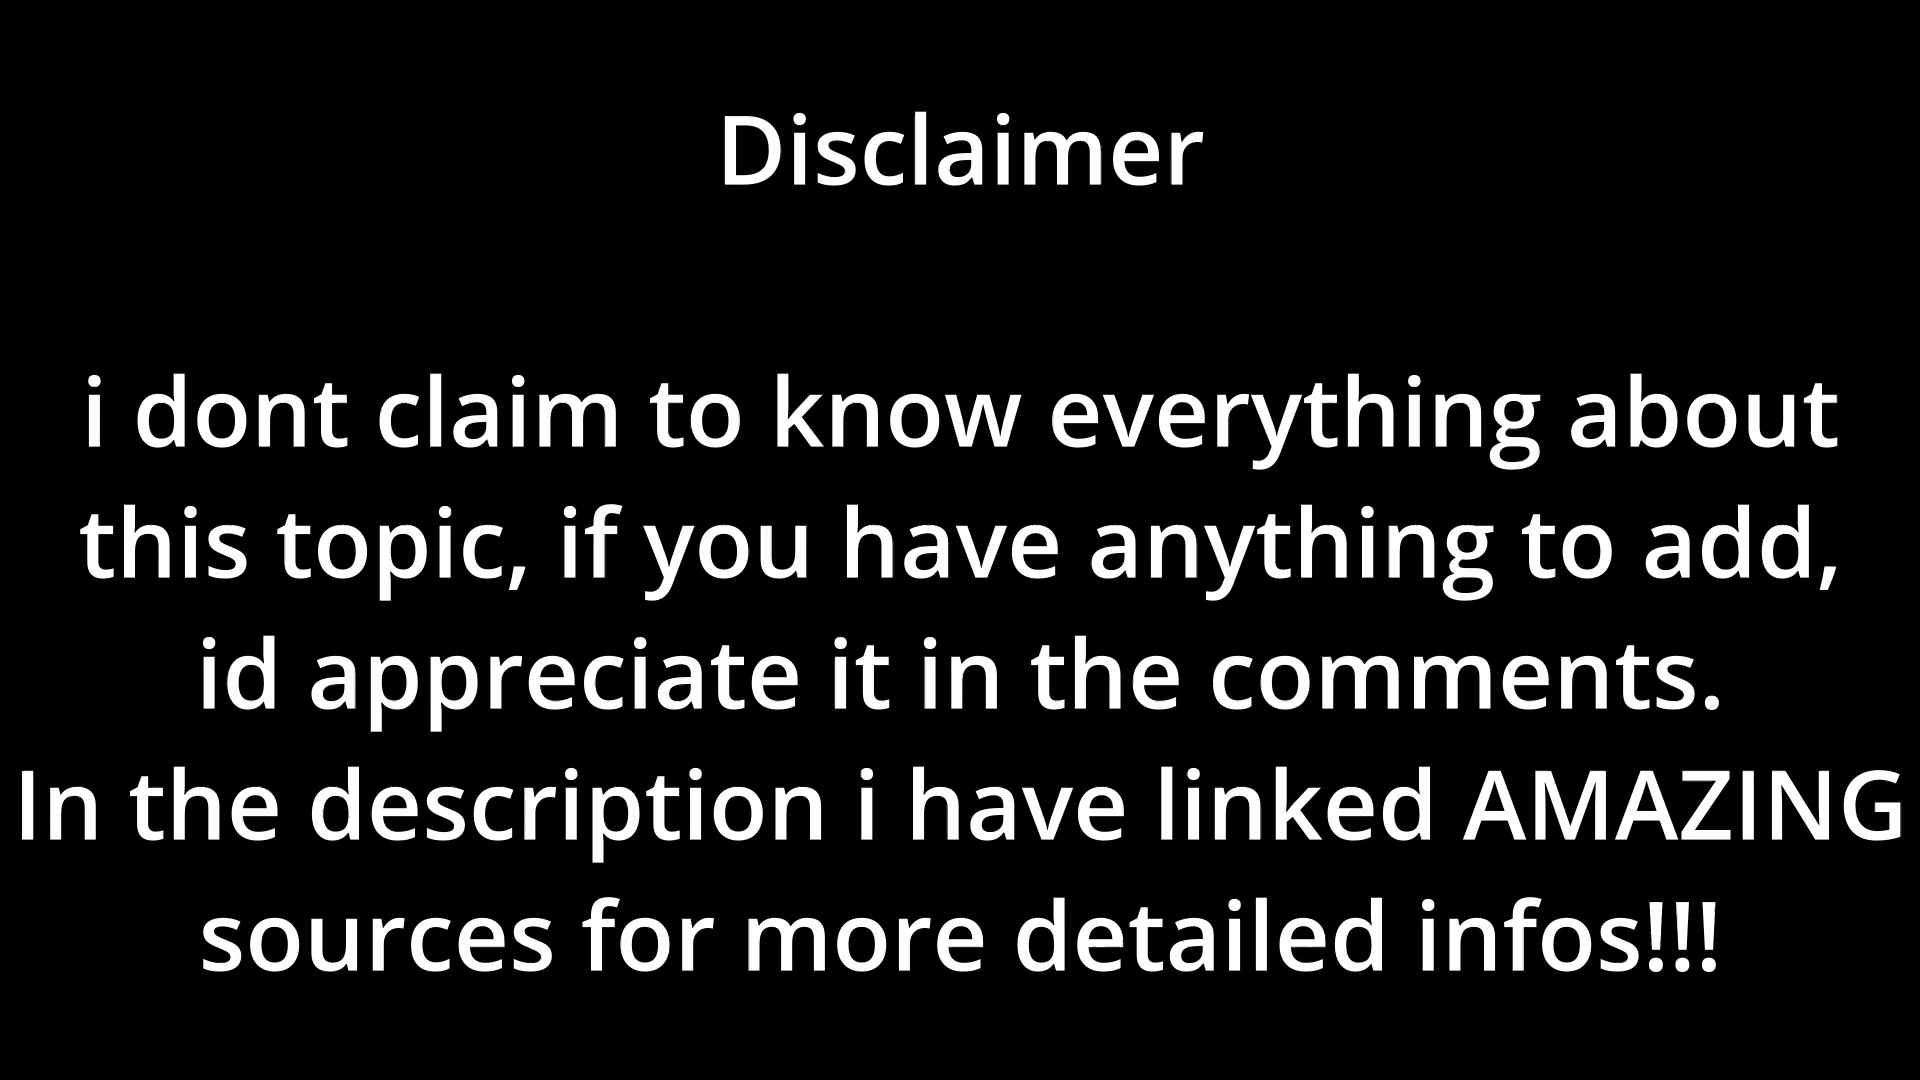 Disclaimer
i dont claim to know everything about
this topic, if you have anything to add,
id appreciate it in the comments.
In the description i have linked AMAZING
sources for more detailed infos!!!